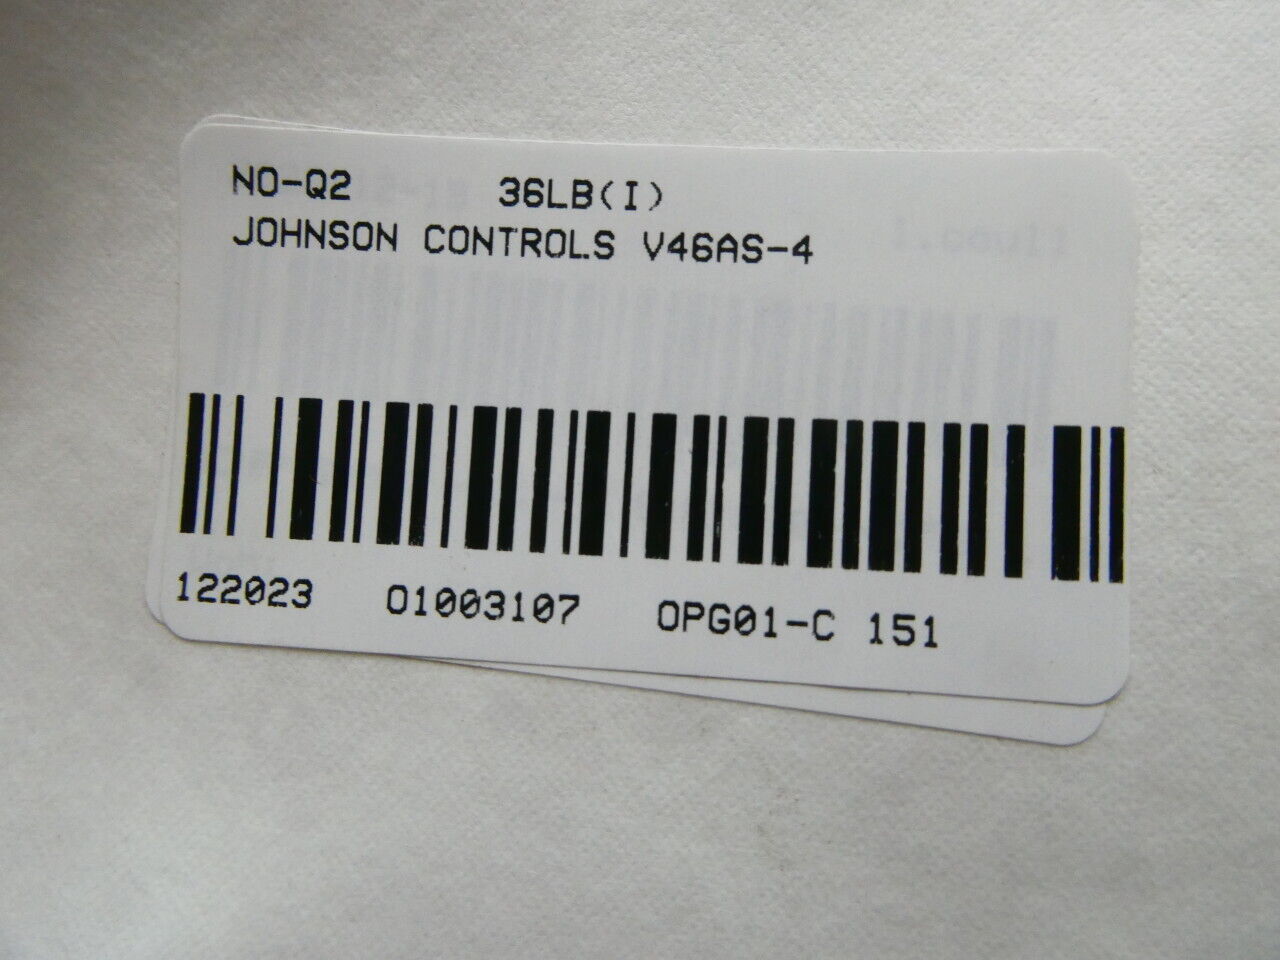 NO-Q2 36LB(I)
JOHNSON CONTROLS V46AS-4
122023 01003107 OPG01-C 151